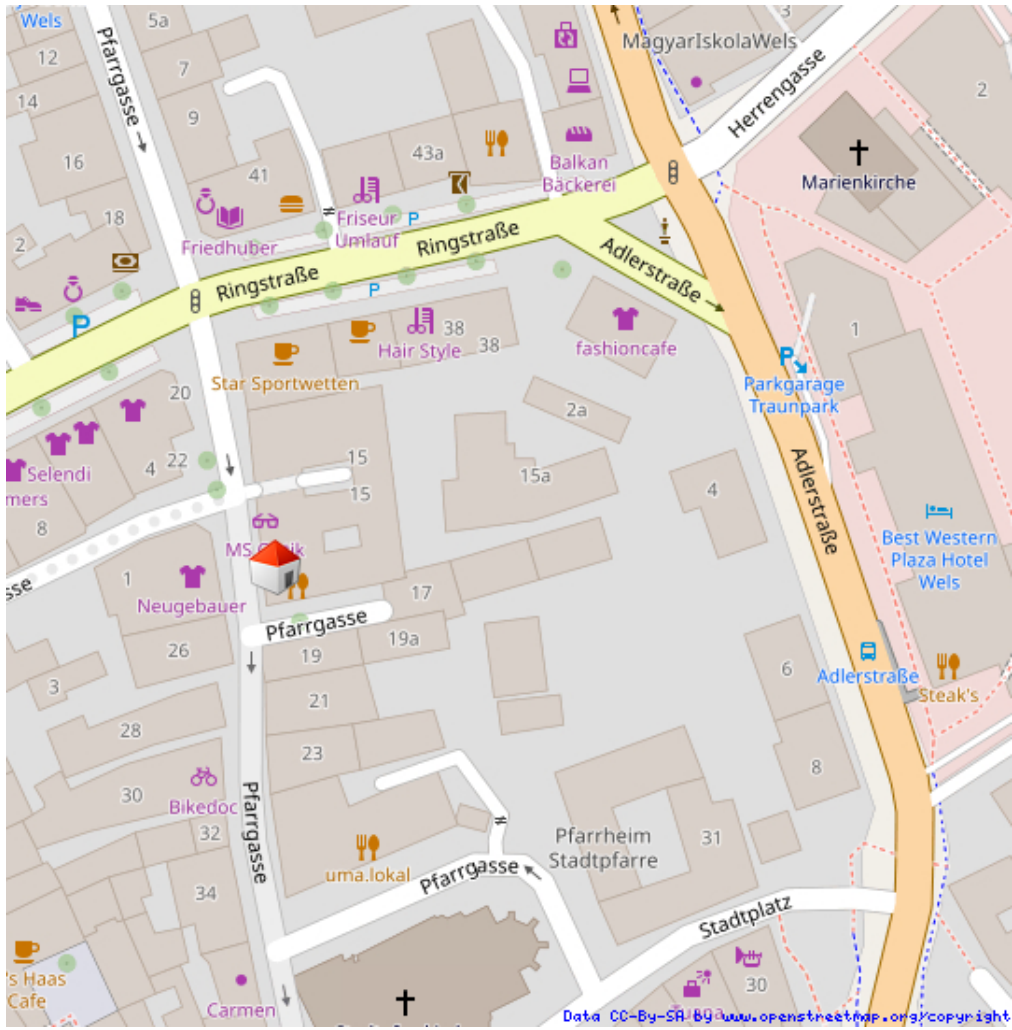 Wels
5a
12
Pfarrgasse
7
14
9
16
18
2
41
Friedhuber
43a
Friseur
Umlauf
P
Balkan
Bäckerei
MagyarIskolaWels
3
Herrengasse
2
Marienkirche
Ringstraße
Ringstraße
Adlerstraße
P
P
Star Sportwetten
Hair Style
38
38
fashioncafe
1
P
Parkgarage
Traunpark
20
Selendi
mers
4
22
8
15
15
2a
15a
4
Adlerstraße
Best Western
Plaza Hotel
Wels
sse
1
Neugebauer
26
3
17
Pfarrgasse
19a
19
21
23
6
Adlerstraße
Steak's
28
30
Bikedoc
32
34
Pfarrgasse
uma.lokal
Pfarrgasse
Pfarrheim
Stadtpfarre
31
8
Stadtplatz
's Haas
Cafe
Carmen
30
Data CC-By-SA by www.openstreetmap.org/copyright